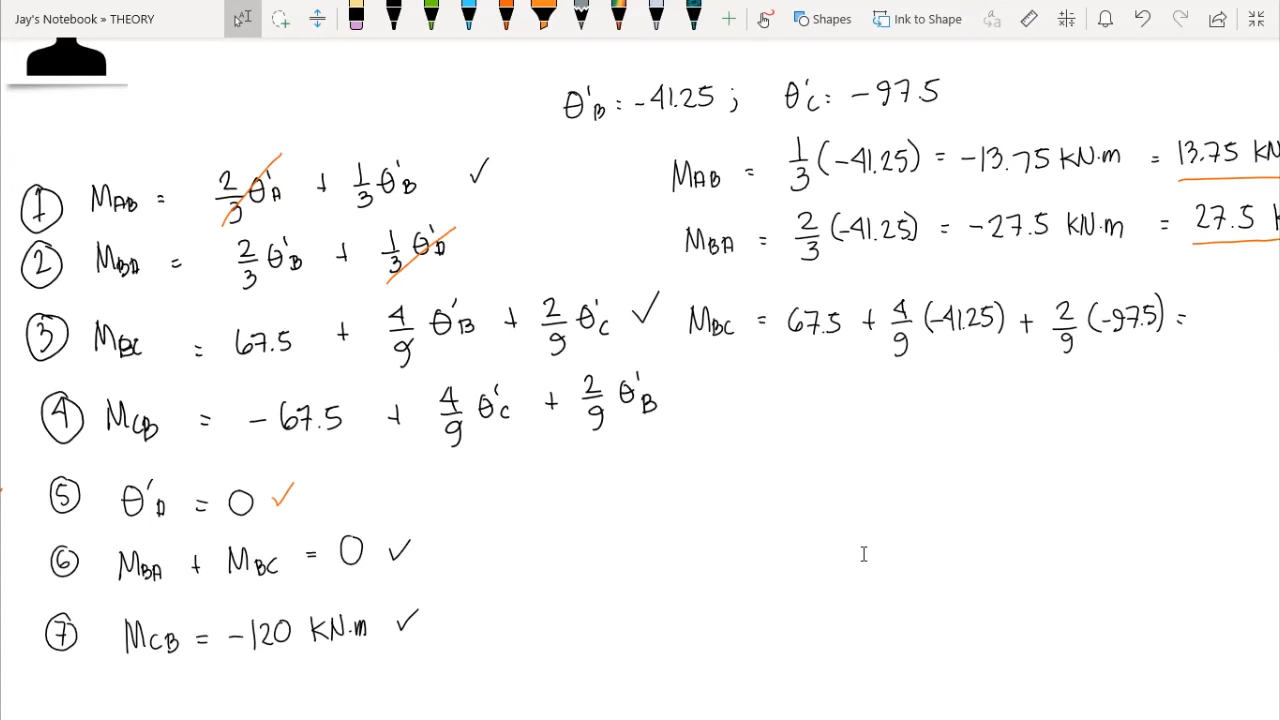 Jay's Notebook » THEORY Shapes Ink to Shape
θ'B = -41.25 ; θ'C = -97.5
① MAB = 2/3 θ'A + 1/3 θ'B ✓
MAB = 1/3 (-41.25) = -13.75 KN·m = 13.75 KN
② MBA = 2/3 θ'B + 1/3 θ'A
MBA = 2/3 (-41.25) = -27.5 KN·m = 27.5 K
③ MBC = 67.5 + 4/9 θ'B + 2/9 θ'C ✓
MBC = 67.5 + 4/9 (-41.25) + 2/9 (-97.5) =
④ MCB = -67.5 + 4/9 θ'C + 2/9 θ'B
⑤ θ'A = 0 ✓
⑥ MBA + MBC = 0 ✓
⑦ MCB = -120 KN·m ✓